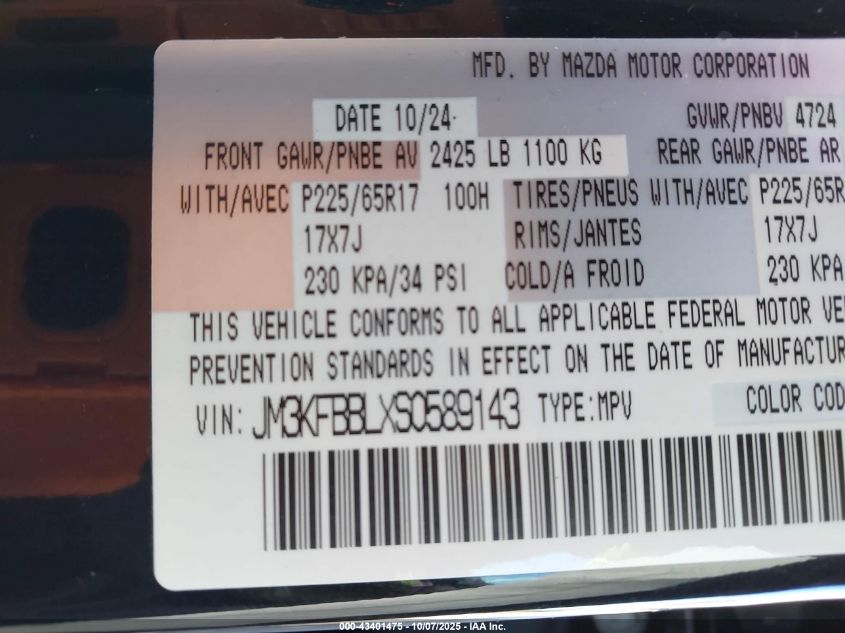 MFD. BY MAZDA MOTOR CORPORATION
DATE 10/24 GVWR/PNBV 4724
FRONT GAWR/PNBE AV 2425 LB 1100 KG REAR GAWR/PNBE AR
WITH/AVEC P225/65R17 100H TIRES/PNEUS WITH/AVEC P225/65R
17X7J RIMS/JANTES 17X7J
230 KPA/34 PSI COLD/A FROID 230 KPA
THIS VEHICLE CONFORMS TO ALL APPLICABLE FEDERAL MOTOR VE
PREVENTION STANDARDS IN EFFECT ON THE DATE OF MANUFACTUR
VIN: JM3KFBBLXS0589143 TYPE:MPV COLOR COD
000-43401475 - 10/07/2025 - IAA Inc.